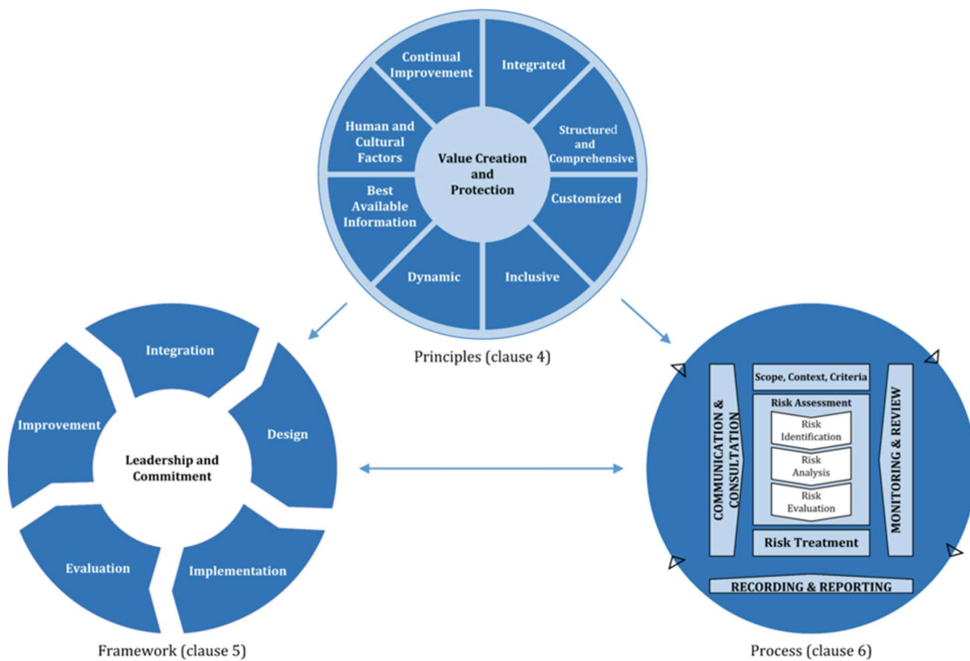 Continual
Improvement
Integrated
Structured
and
Comprehensive
Customized
Inclusive
Dynamic
Best
Available
Information
Human and
Cultural
Factors
Value Creation
and
Protection
Principles (clause 4)
Integration
Design
Implementation
Evaluation
Improvement
Leadership and
Commitment
Framework (clause 5)
Scope, Context, Criteria
Risk Assessment
Risk
Identification
Risk
Analysis
Risk
Evaluation
Risk Treatment
COMMUNICATION &
CONSULTATION
MONITORING & REVIEW
RECORDING & REPORTING
Process (clause 6)